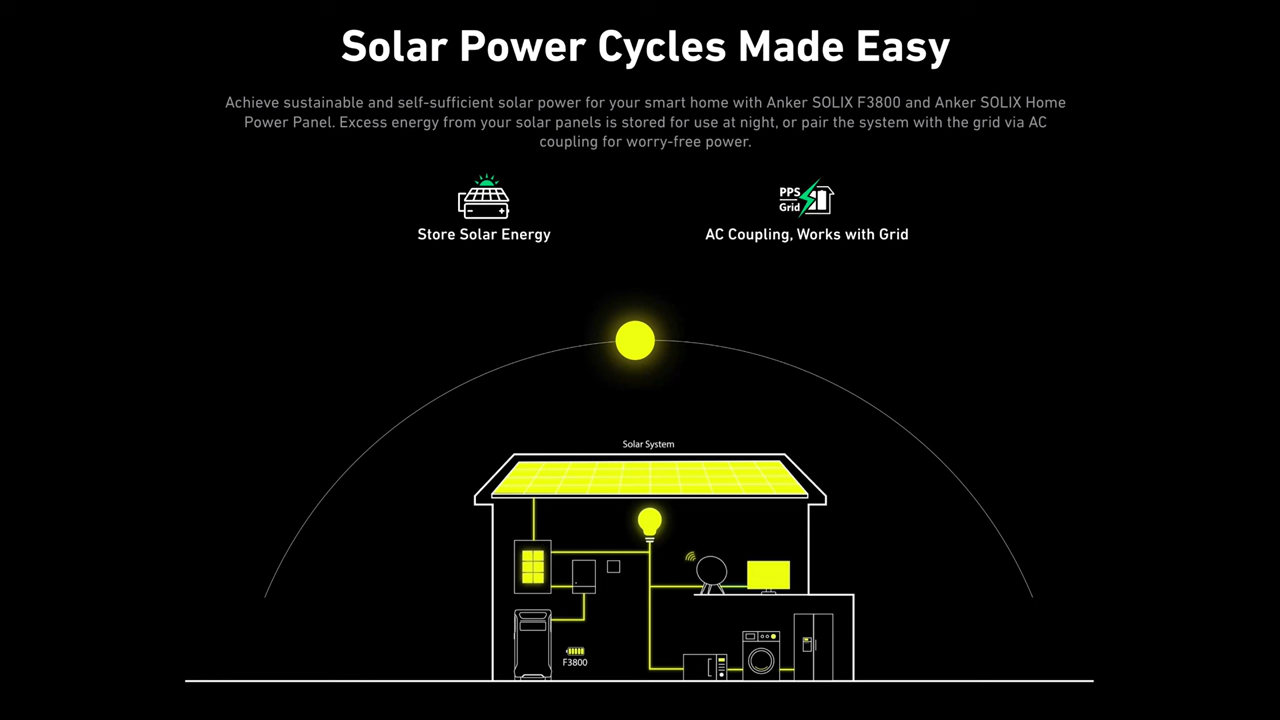 Solar Power Cycles Made Easy
Achieve sustainable and self-sufficient solar power for your smart home with Anker SOLIX F3800 and Anker SOLIX Home
Power Panel. Excess energy from your solar panels is stored for use at night, or pair the system with the grid via AC
coupling for worry-free power.
PPS
Grid
Store Solar Energy
AC Coupling, Works with Grid
Solar System
F3800